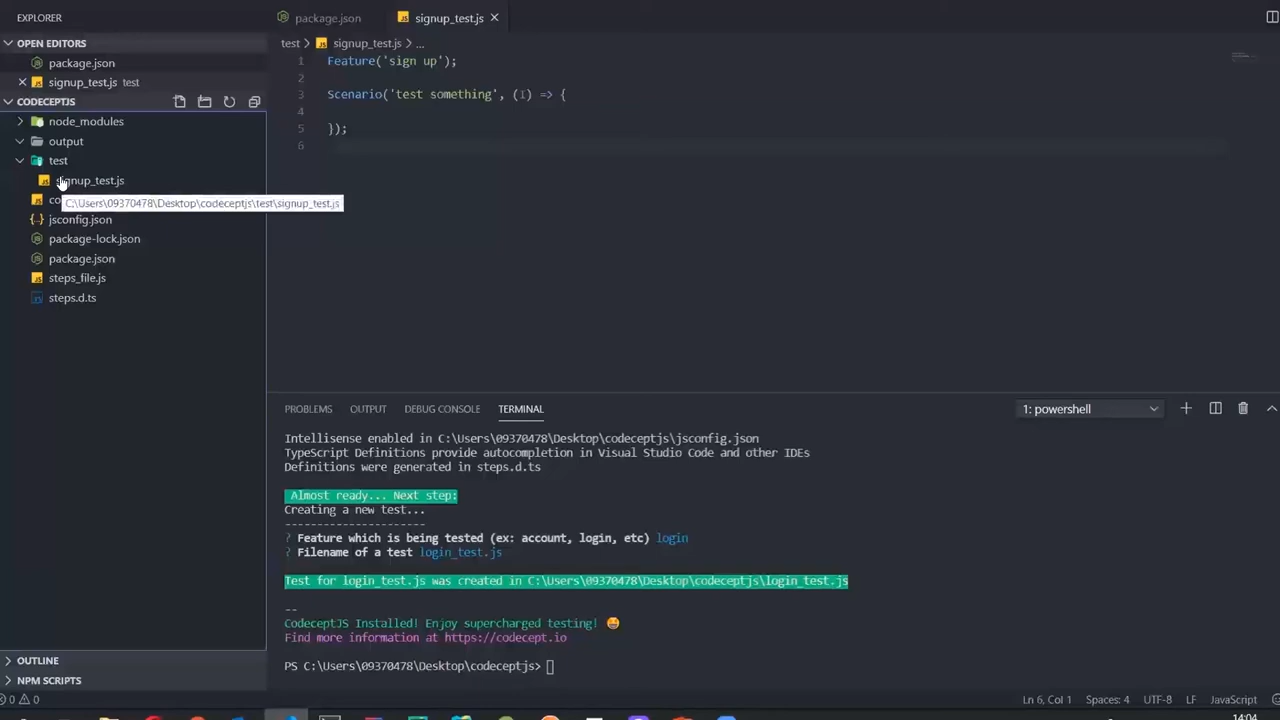 EXPLORER
OPEN EDITORS
package.json
signup_test.js test
CODECEPTJS
node_modules
output
test
signup_test.js
co
C:\Users\09370478\Desktop\codeceptjs\test\signup_test.js
jsconfig.json
package-lock.json
package.json
steps_file.js
steps.d.ts
OUTLINE
NPM SCRIPTS
package.json
signup_test.js
test > signup_test.js > ...
1 Feature('sign up');
2
3 Scenario('test something', (I) => {
4
5 });
6
PROBLEMS OUTPUT DEBUG CONSOLE TERMINAL
1: powershell
Intellisense enabled in C:\Users\09370478\Desktop\codeceptjs\jsconfig.json
TypeScript Definitions provide autocompletion in Visual Studio Code and other IDEs
Definitions were generated in steps.d.ts
Almost ready... Next step:
Creating a new test...
----------------------
? Feature which is being tested (ex: account, login, etc) login
? Filename of a test login_test.js
Test for login_test.js was created in C:\Users\09370478\Desktop\codeceptjs\login_test.js
--
CodeceptJS Installed! Enjoy supercharged testing! 🤩
Find more information at https://codecept.io
PS C:\Users\09370478\Desktop\codeceptjs>
0 0
Ln 6, Col 1 Spaces: 4 UTF-8 LF JavaScript
14:04